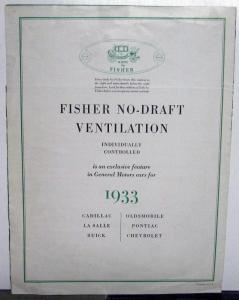 FISHER
FISHER NO-DRAFT
VENTILATION
INDIVIDUALLY
CONTROLLED
is an exclusive feature
in General Motors cars for
1933
CADILLAC
LA SALLE
BUICK
OLDSMOBILE
PONTIAC
CHEVROLET